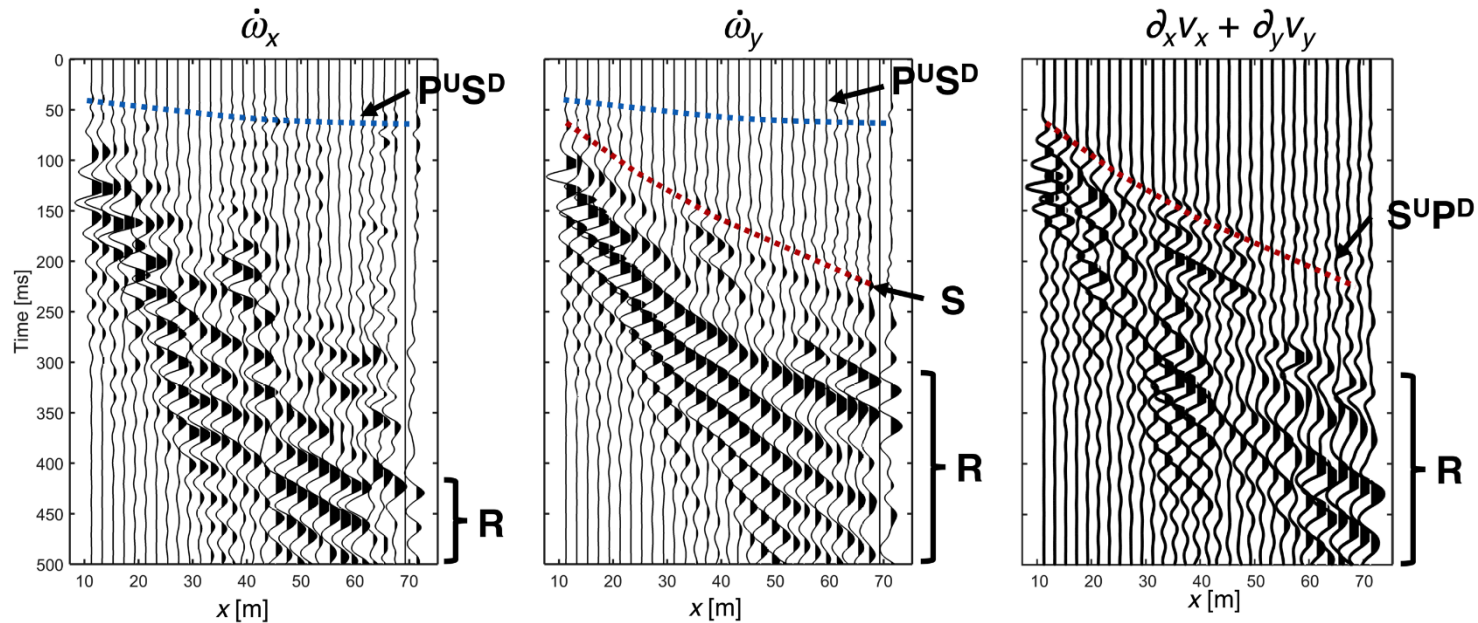 ω̇ₓ
ω̇ᵧ
∂ₓvₓ + ∂ᵧvᵧ
0
50
100
150
200
250
300
350
400
450
500
Time [ms]
PᵁSᴰ
R
10 20 30 40 50 60 70
x [m]
PᵁSᴰ
S
R
10 20 30 40 50 60 70
x [m]
SᵁPᴰ
R
10 20 30 40 50 60 70
x [m]